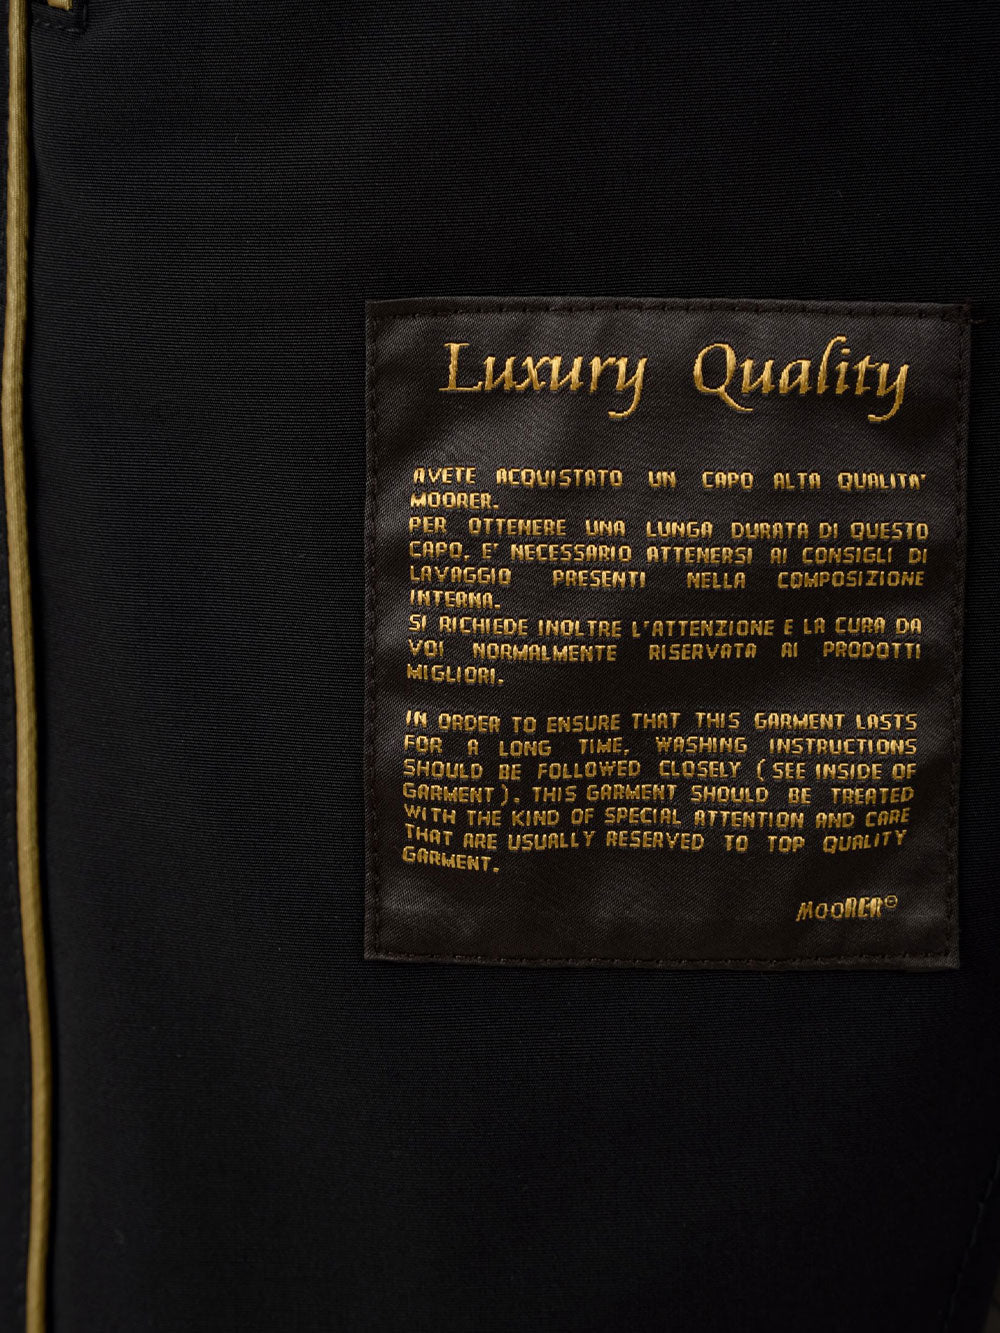 Luxury Quality
AVETE ACQUISTATO UN CAPO ALTA QUALITA'
MOORER.
PER OTTENERE UNA LUNGA DURATA DI QUESTO
CAPO, E' NECESSARIO ATTENERSI AI CONSIGLI DI
LAVAGGIO PRESENTI NELLA COMPOSIZIONE
INTERNA.
SI RICHIEDE INOLTRE L'ATTENZIONE E LA CURA DA
VOI NORMALMENTE RISERVATA AI PRODOTTI
MIGLIORI.
IN ORDER TO ENSURE THAT THIS GARMENT LASTS
FOR A LONG TIME, WASHING INSTRUCTIONS
SHOULD BE FOLLOWED CLOSELY ( SEE INSIDE OF
GARMENT ). THIS GARMENT SHOULD BE TREATED
WITH THE KIND OF SPECIAL ATTENTION AND CARE
THAT ARE USUALLY RESERVED TO TOP QUALITY
GARMENT.
MOORER®